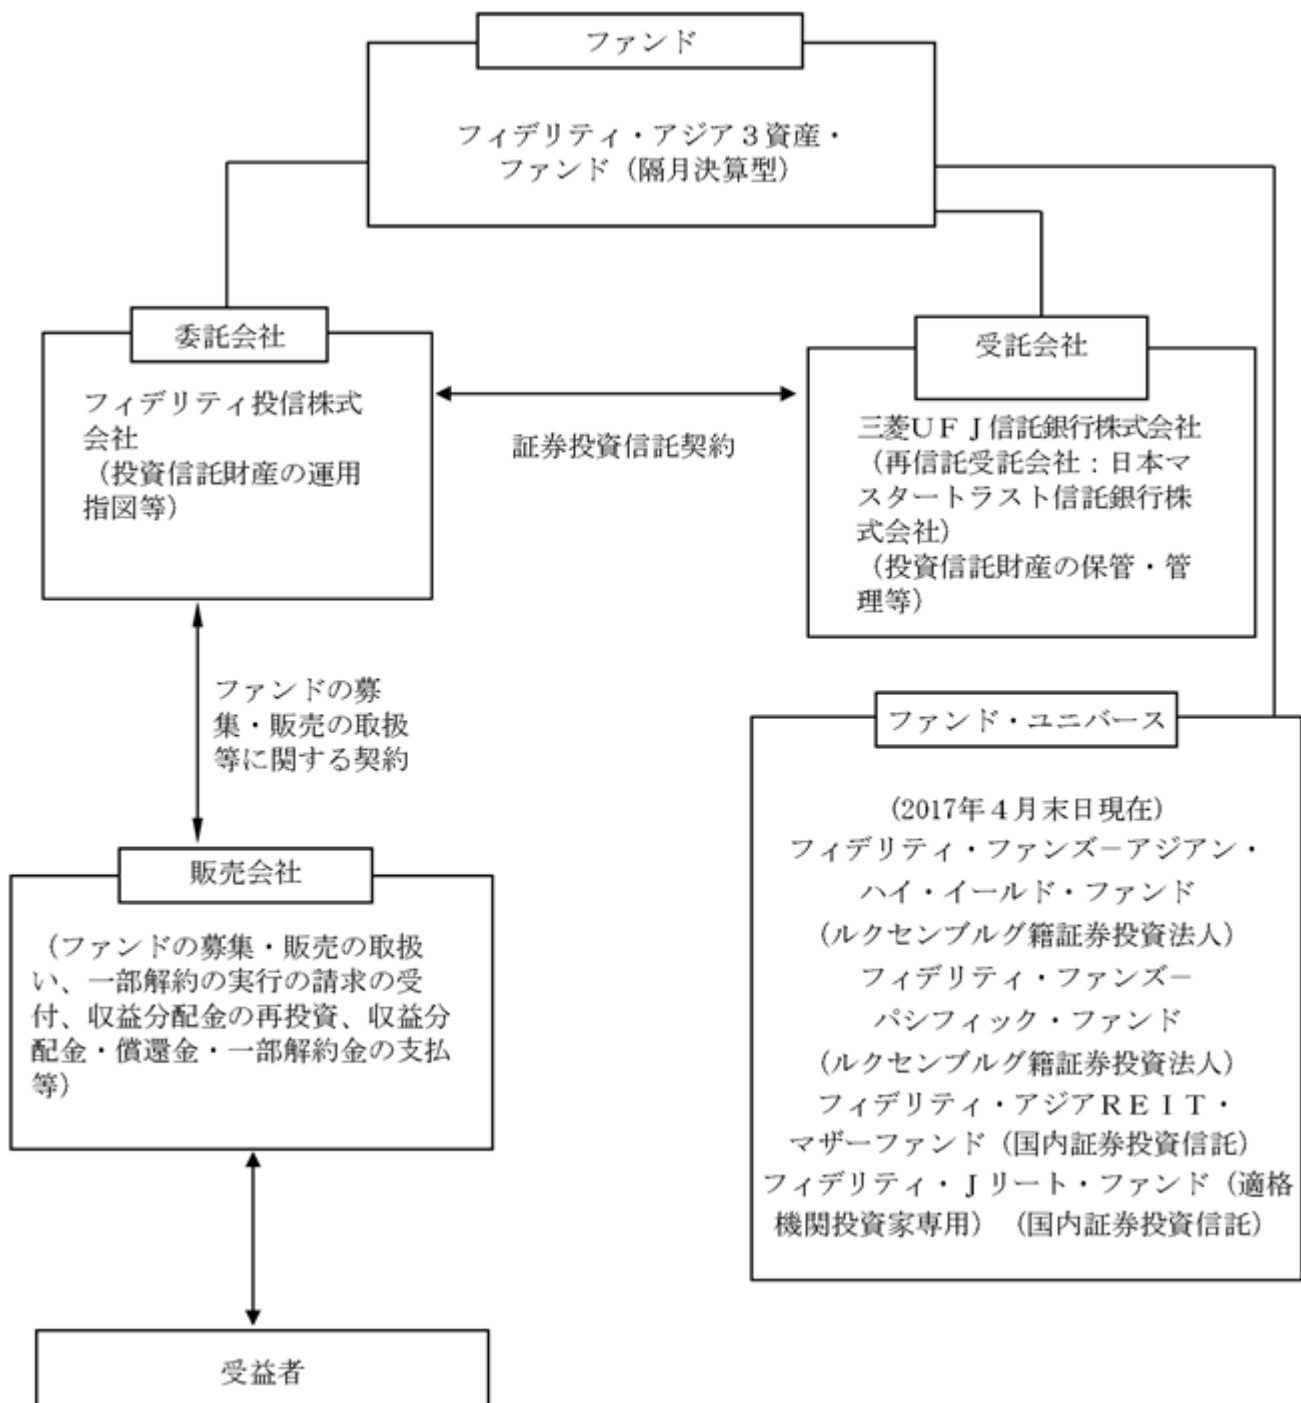 ファンド
フィデリティ・アジア３資産・
ファンド（隔月決算型）
委託会社
フィデリティ投信株式
会社
（投資信託財産の運用
指図等）
証券投資信託契約
受託会社
三菱ＵＦＪ信託銀行株式会社
（再信託受託会社：日本マ
スタートラスト信託銀行株
式会社）
（投資信託財産の保管・管
理等）
ファンドの募
集・販売の取扱
等に関する契約
ファンド・ユニバース
（2017年４月末日現在）
フィデリティ・ファンズ－アジアン・
ハイ・イールド・ファンド
（ルクセンブルグ籍証券投資法人）
フィデリティ・ファンズ－
パシフィック・ファンド
（ルクセンブルグ籍証券投資法人）
フィデリティ・アジアＲＥＩＴ・
マザーファンド（国内証券投資信託）
フィデリティ・Ｊリート・ファンド（適格
機関投資家専用）（国内証券投資信託）
販売会社
（ファンドの募集・販売の取扱
い、一部解約の実行の請求の受
付、収益分配金の再投資、収益分
配金・償還金・一部解約金の支払
等）
受益者